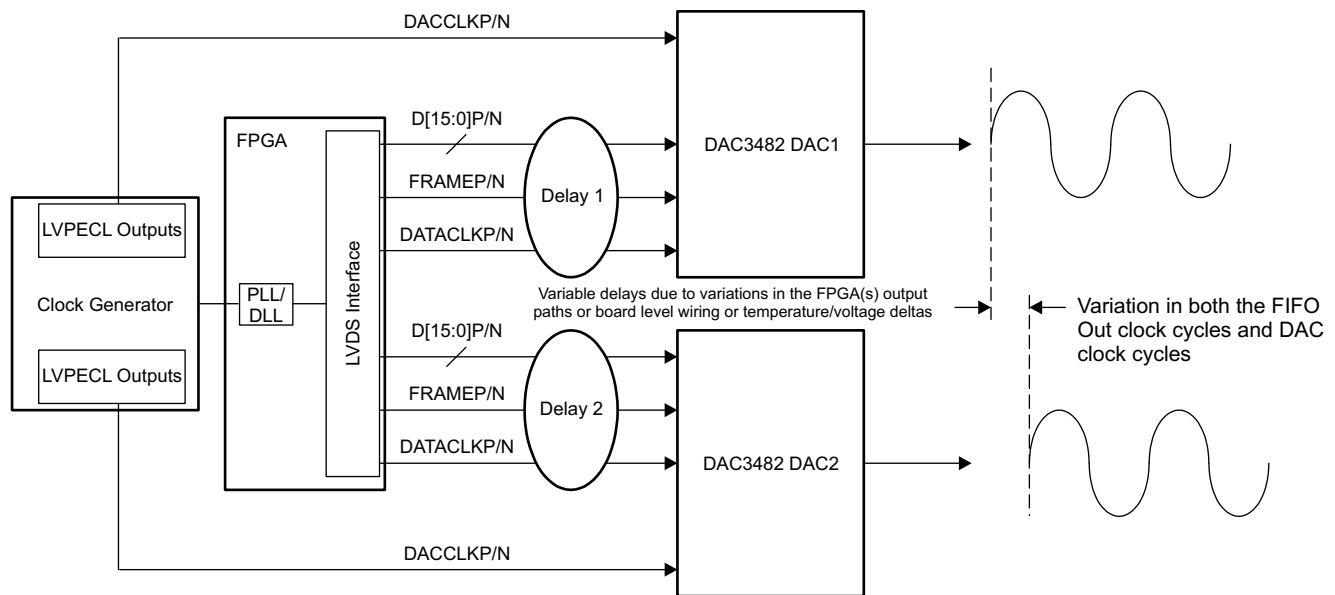 DACCLKP/N
FPGA
D[15:0]P/N
FRAMEP/N
DATACLKP/N
Delay 1
DAC3482 DAC1
LVPECL Outputs
Clock Generator
LVPECL Outputs
PLL/
DLL
LVDS Interface
Variable delays due to variations in the FPGA(s) output
paths or board level wiring or temperature/voltage deltas
Variation in both the FIFO
Out clock cycles and DAC
clock cycles
D[15:0]P/N
FRAMEP/N
DATACLKP/N
Delay 2
DAC3482 DAC2
DACCLKP/N